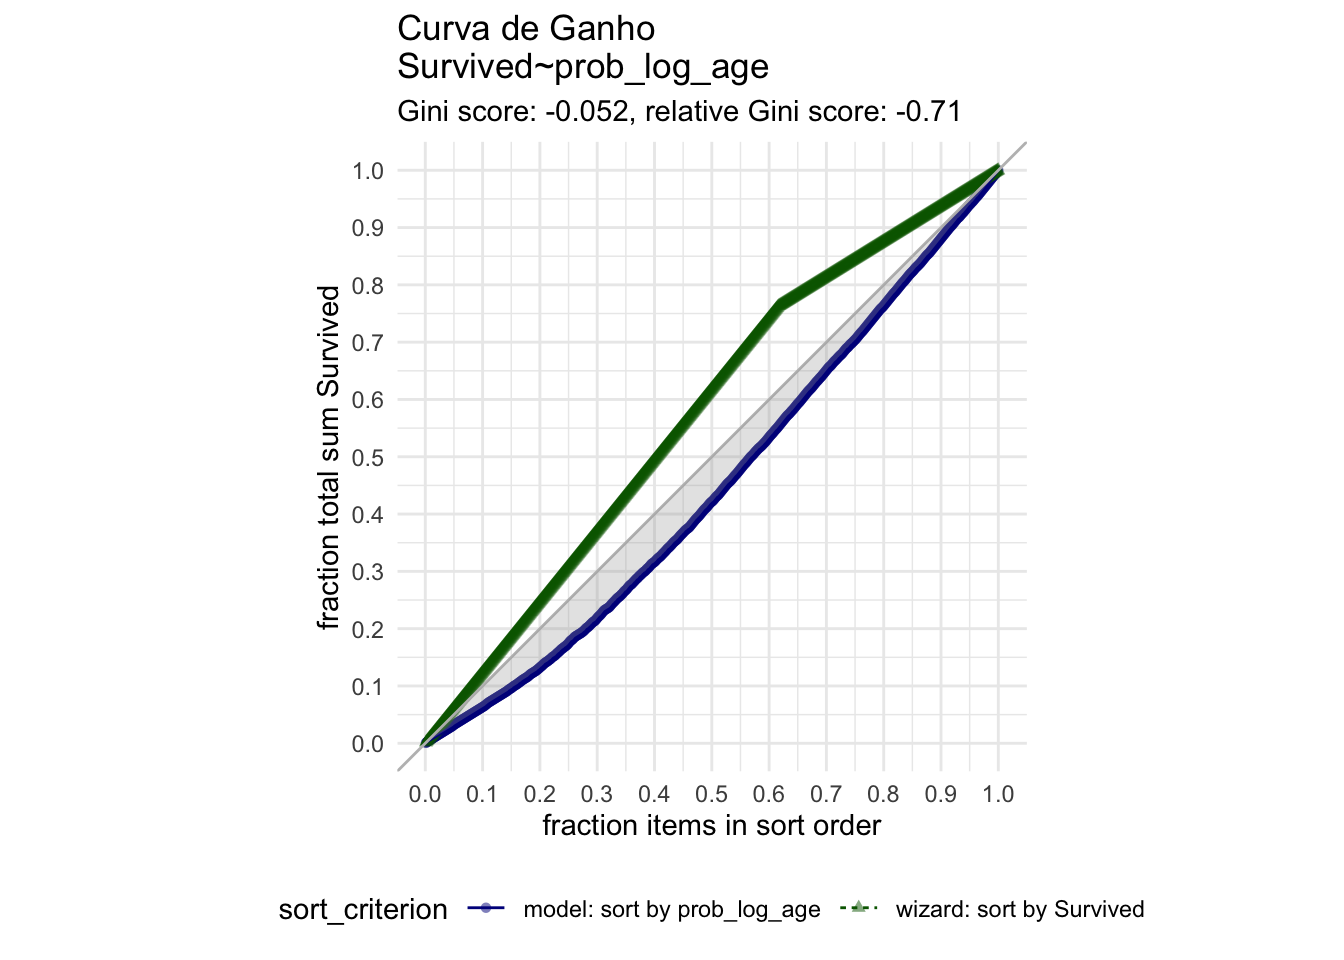 Curva de Ganho
Survived~prob_log_age
Gini score: -0.052, relative Gini score: -0.71
fraction total sum Survived
1.0
0.9
0.8
0.7
0.6
0.5
0.4
0.3
0.2
0.1
0.0
0.0 0.1 0.2 0.3 0.4 0.5 0.6 0.7 0.8 0.9 1.0
fraction items in sort order
sort_criterion model: sort by prob_log_age wizard: sort by Survived